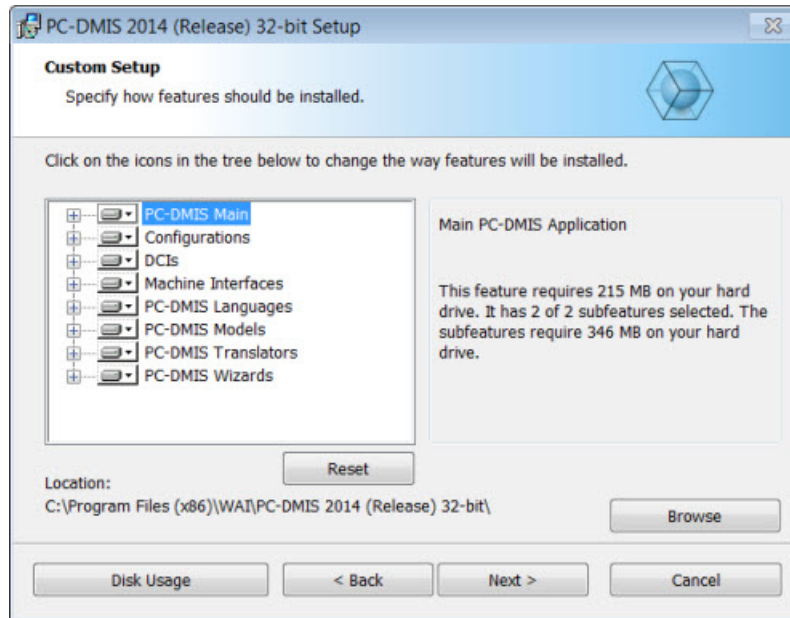 PC-DMIS 2014 (Release) 32-bit Setup
Custom Setup
Specify how features should be installed.
Click on the icons in the tree below to change the way features will be installed.
PC-DMIS Main
Configurations
DCIs
Machine Interfaces
PC-DMIS Languages
PC-DMIS Models
PC-DMIS Translators
PC-DMIS Wizards
Main PC-DMIS Application
This feature requires 215 MB on your hard
drive. It has 2 of 2 subfeatures selected. The
subfeatures require 346 MB on your hard
drive.
Reset
Location:
C:\Program Files (x86)\WAI\PC-DMIS 2014 (Release) 32-bit\
Browse
Disk Usage
< Back
Next >
Cancel